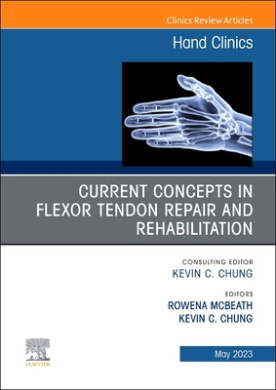 Clinics Review Articles
Hand Clinics
CURRENT CONCEPTS IN
FLEXOR TENDON REPAIR AND
REHABILITATION
CONSULTING EDITOR
KEVIN C. CHUNG
EDITORS
ROWENA MCBEATH
KEVIN C. CHUNG
ELSEVIER
May 2023